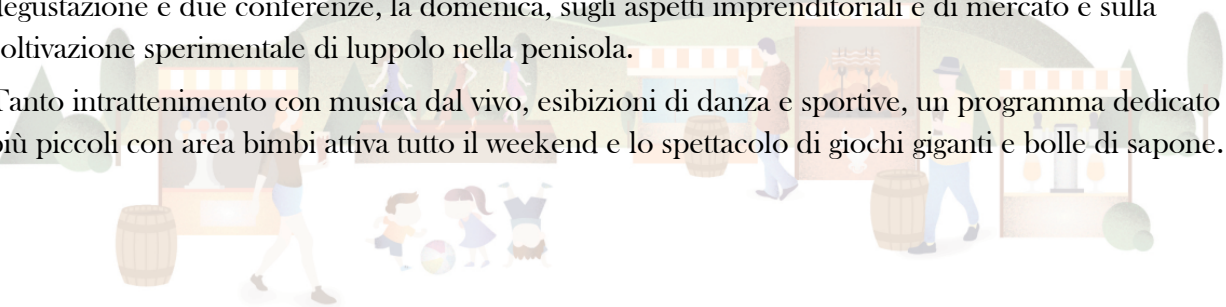 degustazione e due conferenze, la domenica, sugli aspetti imprenditoriali e di mercato e sulla
oltivazione sperimentale di luppolo nella penisola.
Tanto intrattenimento con musica dal vivo, esibizioni di danza e sportive, un programma dedicato
più piccoli con area bimbi attiva tutto il weekend e lo spettacolo di giochi giganti e bolle di sapone.